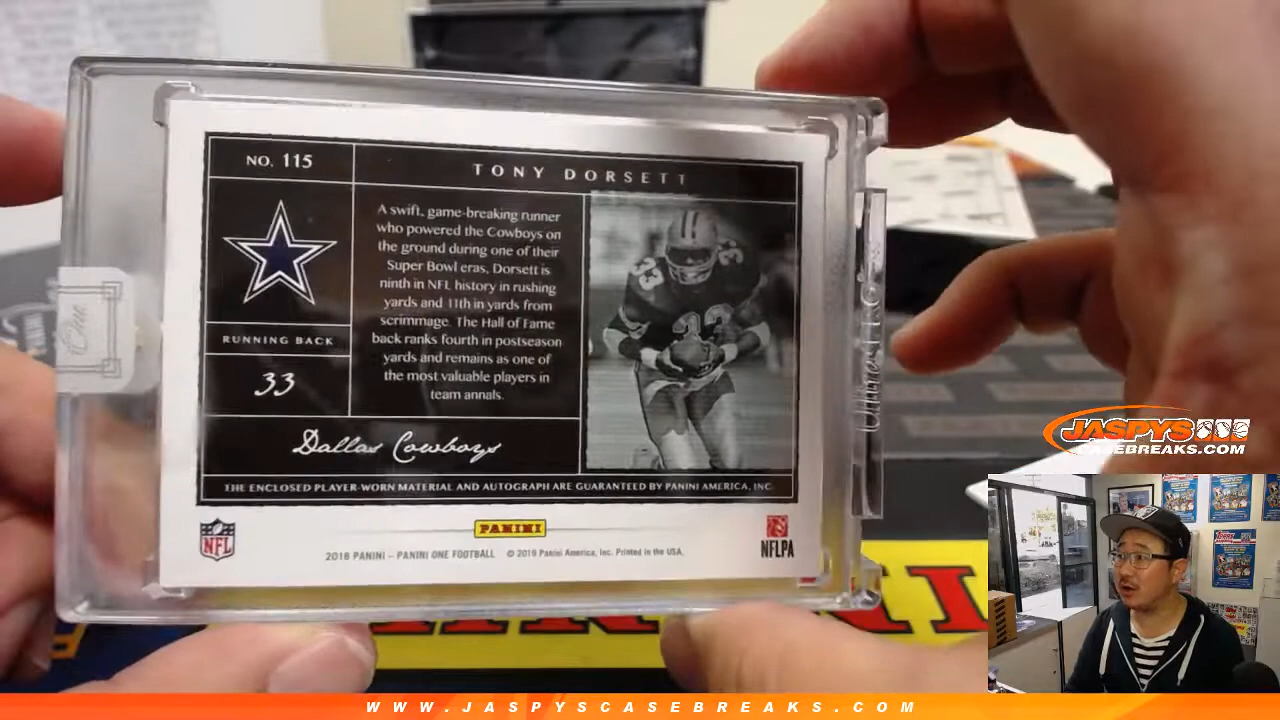 NO. 115
TONY DORSETT
A swift, game-breaking runner
who powered the Cowboys on
the ground during one of their
Super Bowl eras, Dorsett is
ninth in NFL history in rushing
yards and 11th in yards from
scrimmage. The Hall of Fame
back ranks fourth in postseason
yards and remains as one of
the most valuable players in
team annals.
RUNNING BACK
33
Dallas Cowboys
THE ENCLOSED PLAYER-WORN MATERIAL AND AUTOGRAPH ARE GUARANTEED BY PANINI AMERICA, INC.
NFL
PANINI
2018 PANINI – PANINI ONE FOOTBALL © 2019 Panini America, Inc. Printed in the USA.
NFLPA
One
33
33
JASPYS
CASEBREAKS.COM
WWW.JASPYSCASEBREAKS.COM